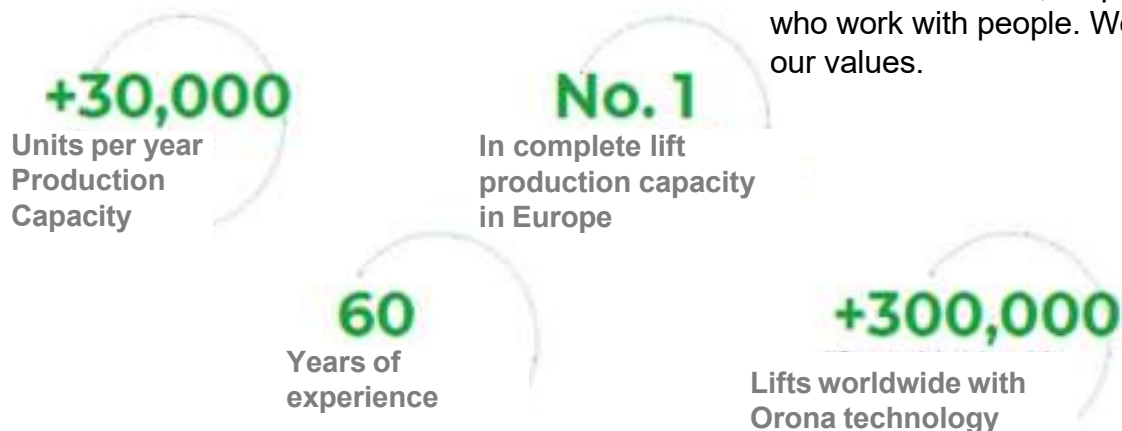 who work with people. We
our values.
+30,000
Units per year
Production
Capacity
No. 1
In complete lift
production capacity
in Europe
60
Years of
experience
+300,000
Lifts worldwide with
Orona technology